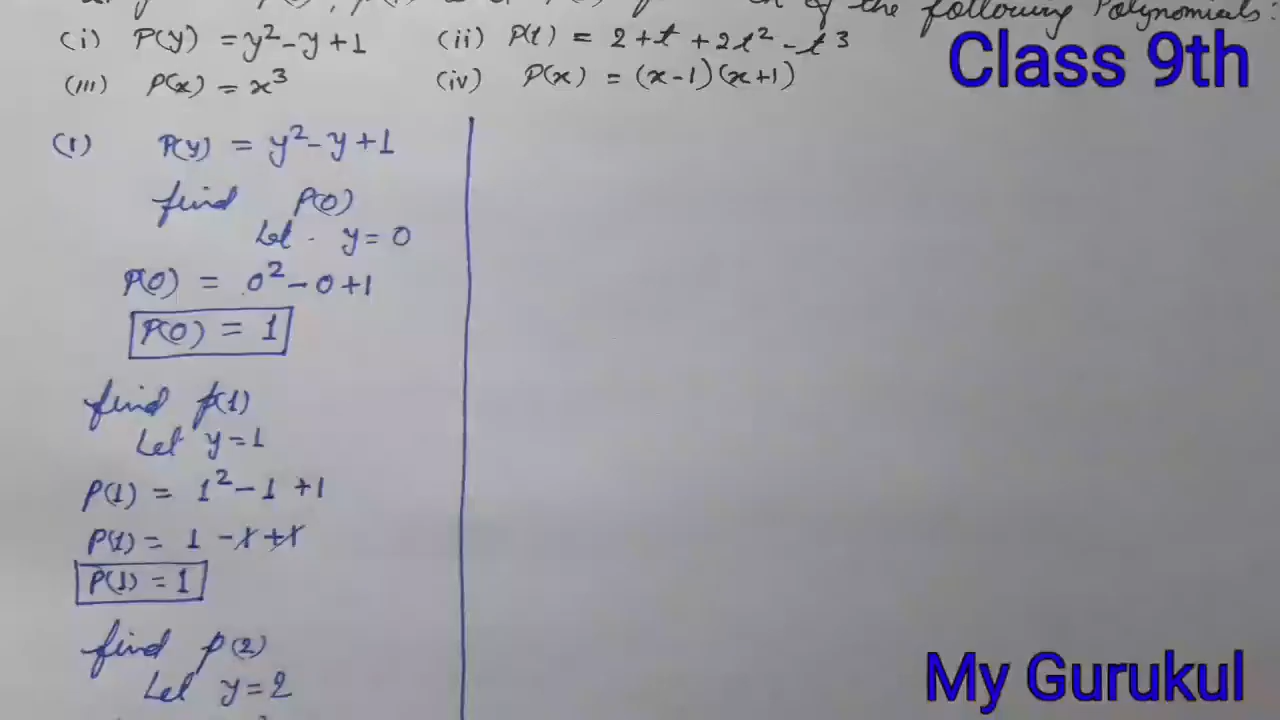 of the following Polynomials:
(i) P(y) = y² - y + 1 (ii) P(t) = 2 + t + 2t² - t³
(iii) P(x) = x³ (iv) P(x) = (x-1)(x+1)
Class 9th
(i) P(y) = y² - y + 1
find P(0)
Let y = 0
P(0) = 0² - 0 + 1
P(0) = 1
find p(1)
Let y = 1
P(1) = 1² - 1 + 1
P(1) = 1 - 1 + 1
P(1) = 1
find p(2)
Let y = 2
My Gurukul